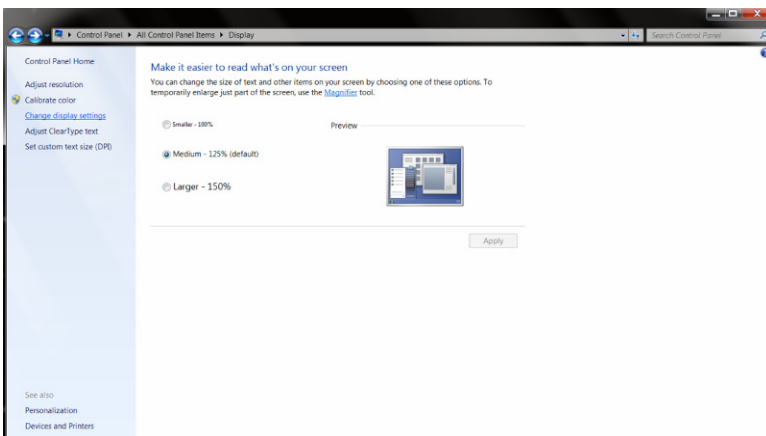 Control Panel ▸ All Control Panel Items ▸ Display
Search Control Panel
Control Panel Home
Adjust resolution
Calibrate color
Change display settings
Adjust ClearType text
Set custom text size (DPI)
Make it easier to read what's on your screen
You can change the size of text and other items on your screen by choosing one of these options. To
temporarily enlarge just part of the screen, use the Magnifier tool.
Smaller - 100%
Preview
Medium - 125% (default)
Larger - 150%
Apply
See also
Personalization
Devices and Printers